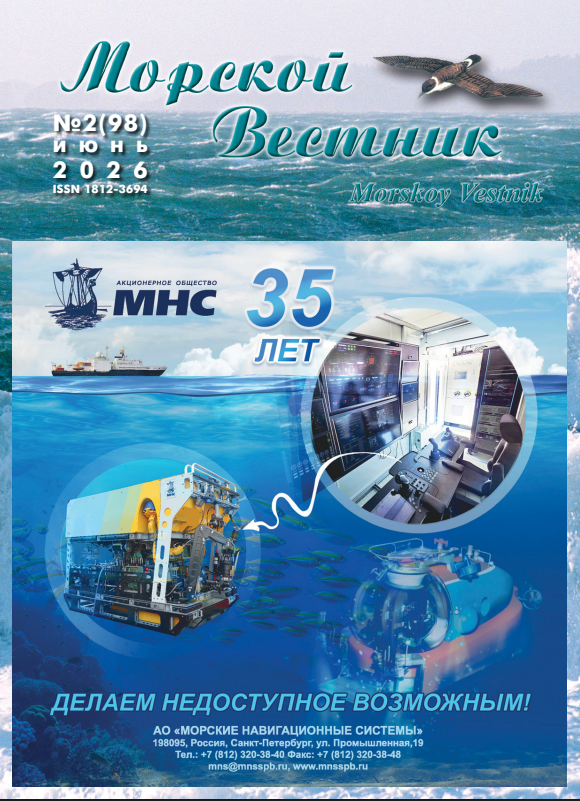 Морской
Вестник
№2(98)
июнь
2026
ISSN 1812-3694
Morskoy Vestnik
АКЦИОНЕРНОЕ ОБЩЕСТВО
МНС
35
ЛЕТ
ДЕЛАЕМ НЕДОСТУПНОЕ ВОЗМОЖНЫМ!
АО «МОРСКИЕ НАВИГАЦИОННЫЕ СИСТЕМЫ»
198095, Россия, Санкт-Петербург, ул. Промышленная,19
Тел.: +7 (812) 320-38-40 Факс: +7 (812) 320-38-48
mns@mnsspb.ru, www.mnsspb.ru